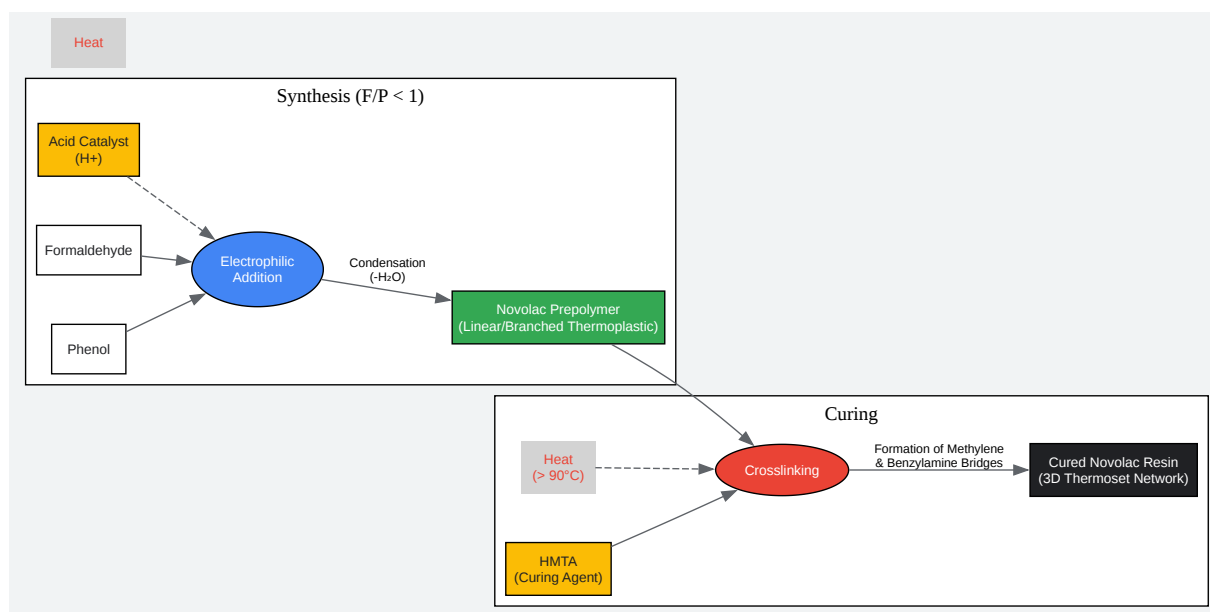 Heat
Synthesis (F/P < 1)
Acid Catalyst
(H+)
Formaldehyde
Phenol
Electrophilic
Addition
Condensation
(-H₂O)
Novolac Prepolymer
(Linear/Branched Thermoplastic)
Curing
Heat
(> 90°C)
HMTA
(Curing Agent)
Crosslinking
Formation of Methylene
& Benzylamine Bridges
Cured Novolac Resin
(3D Thermoset Network)